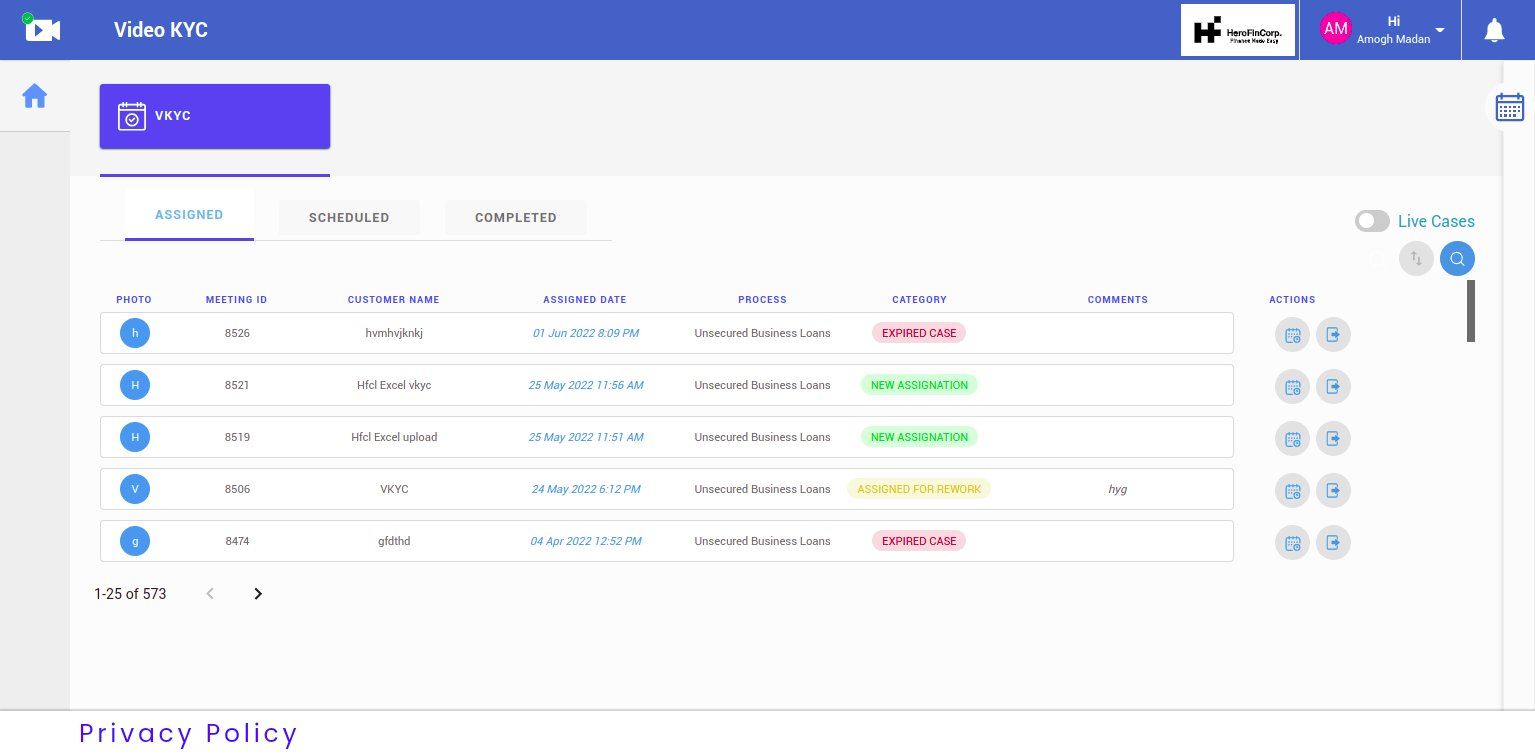 Video KYC
HeroFinCorp.
Finance Made Easy
AM
Hi
Amogh Madan
VKYC
ASSIGNED SCHEDULED COMPLETED
Live Cases
PHOTO MEETING ID CUSTOMER NAME ASSIGNED DATE PROCESS CATEGORY COMMENTS ACTIONS
h 8526 hvmhvjknkj 01 Jun 2022 8:09 PM Unsecured Business Loans EXPIRED CASE
H 8521 Hfcl Excel vkyc 25 May 2022 11:56 AM Unsecured Business Loans NEW ASSIGNATION
H 8519 Hfcl Excel upload 25 May 2022 11:51 AM Unsecured Business Loans NEW ASSIGNATION
V 8506 VKYC 24 May 2022 6:12 PM Unsecured Business Loans ASSIGNED FOR REWORK hyg
g 8474 gfdthd 04 Apr 2022 12:52 PM Unsecured Business Loans EXPIRED CASE
1-25 of 573
Privacy Policy